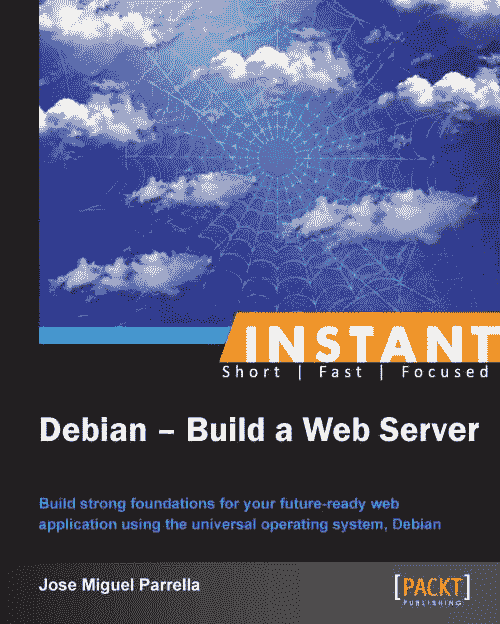 INSTANT
Short | Fast | Focused
Debian – Build a Web Server
Build strong foundations for your future-ready web
application using the universal operating system, Debian
Jose Miguel Parrella
[PACKT]
PUBLISHING